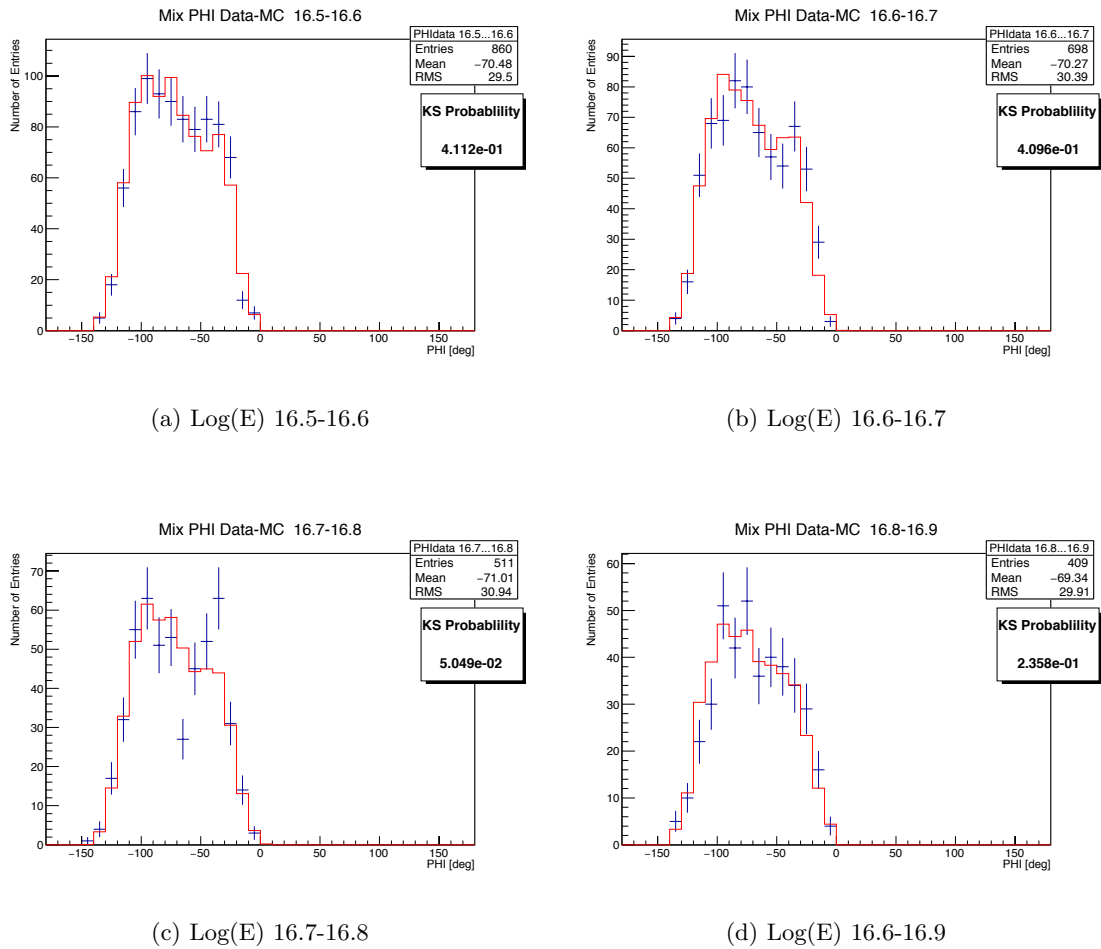 Mix PHI Data-MC 16.5-16.6
Number of Entries
PHIdata 16.5...16.6
Entries 860
Mean −70.48
RMS 29.5
KS Probablility
4.112e-01
100
80
60
40
20
0
−150 −100 −50 0 50 100 150
PHI [deg]
(a) Log(E) 16.5-16.6
Mix PHI Data-MC 16.6-16.7
Number of Entries
PHIdata 16.6...16.7
Entries 698
Mean −70.27
RMS 30.39
KS Probablility
4.096e-01
90
80
70
60
50
40
30
20
10
0
−150 −100 −50 0 50 100 150
PHI [deg]
(b) Log(E) 16.6-16.7
Mix PHI Data-MC 16.7-16.8
Number of Entries
PHIdata 16.7...16.8
Entries 511
Mean −71.01
RMS 30.94
KS Probablility
5.049e-02
70
60
50
40
30
20
10
0
−150 −100 −50 0 50 100 150
PHI [deg]
(c) Log(E) 16.7-16.8
Mix PHI Data-MC 16.8-16.9
Number of Entries
PHIdata 16.8...16.9
Entries 409
Mean −69.34
RMS 29.91
KS Probablility
2.358e-01
60
50
40
30
20
10
0
−150 −100 −50 0 50 100 150
PHI [deg]
(d) Log(E) 16.6-16.9